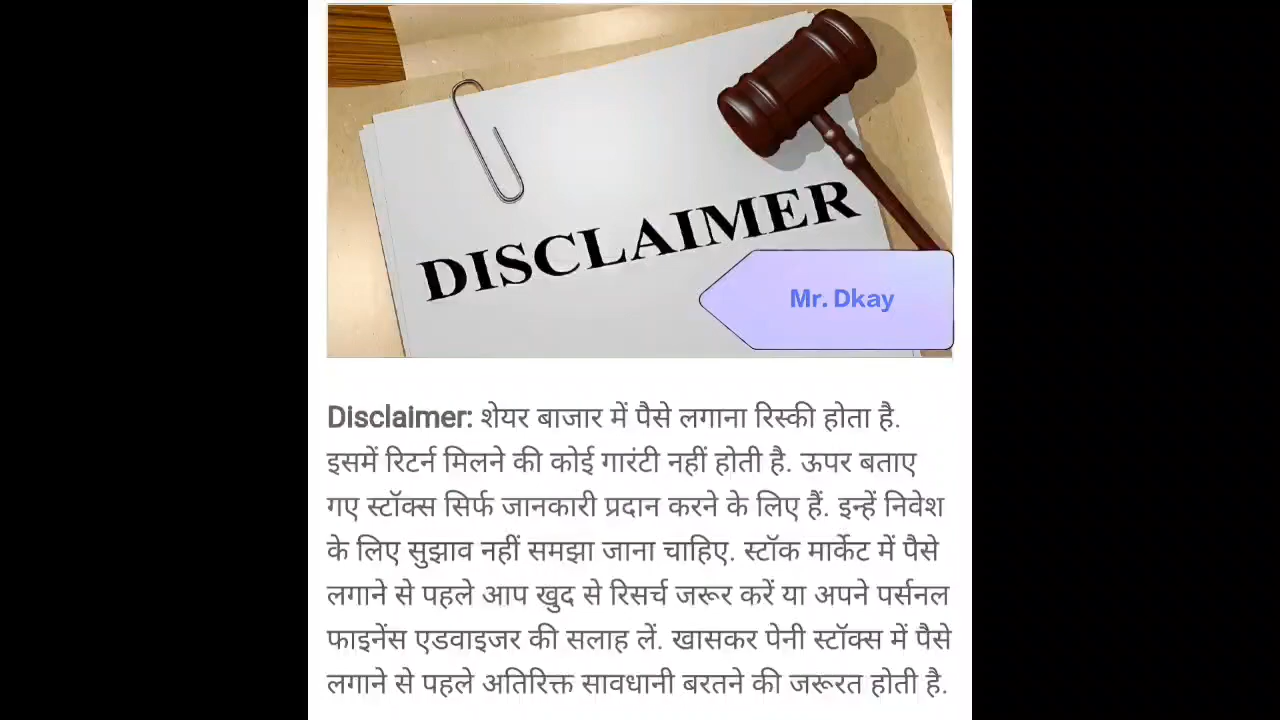 DISCLAIMER
Mr. Dkay
Disclaimer: शेयर बाजार में पैसे लगाना रिस्की होता है.
इसमें रिटर्न मिलने की कोई गारंटी नहीं होती है. ऊपर बताए
गए स्टॉक्स सिर्फ जानकारी प्रदान करने के लिए हैं. इन्हें निवेश
के लिए सुझाव नहीं समझा जाना चाहिए. स्टॉक मार्केट में पैसे
लगाने से पहले आप खुद से रिसर्च जरूर करें या अपने पर्सनल
फाइनेंस एडवाइजर की सलाह लें. खासकर पेनी स्टॉक्स में पैसे
लगाने से पहले अतिरिक्त सावधानी बरतने की जरूरत होती है.